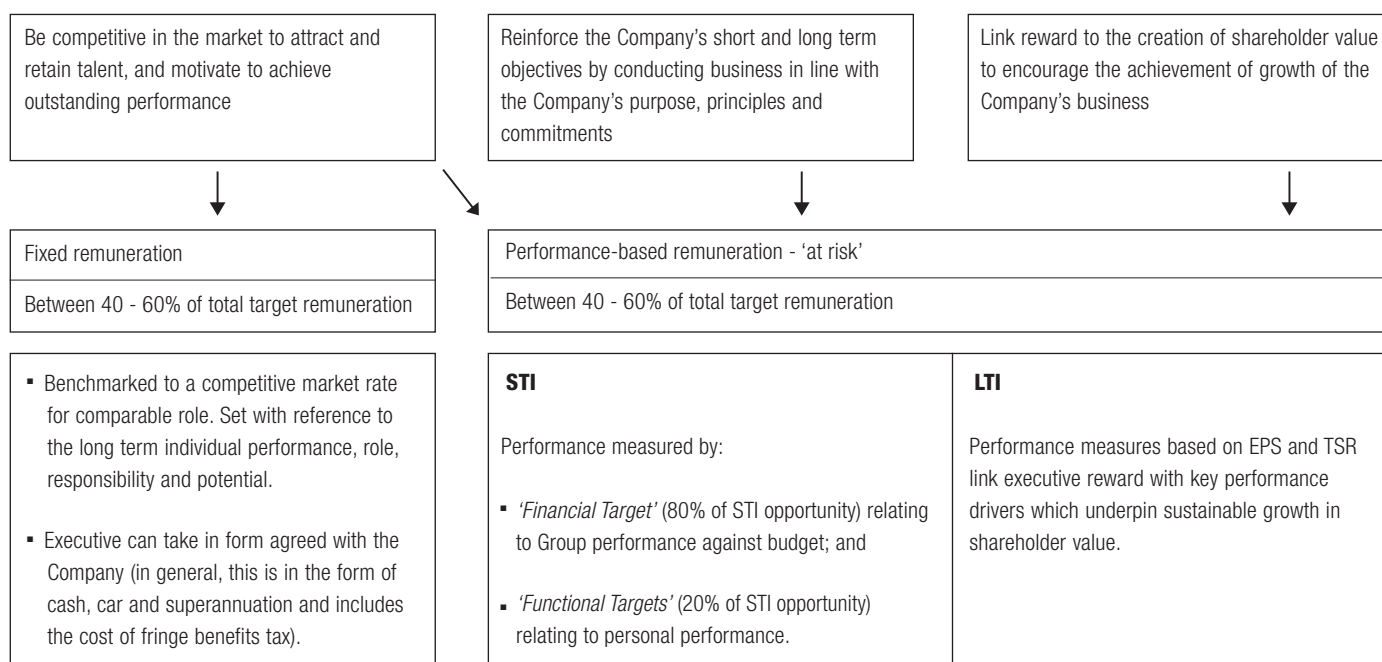 Be competitive in the market to attract and
retain talent, and motivate to achieve
outstanding performance
Reinforce the Company’s short and long term
objectives by conducting business in line with
the Company’s purpose, principles and
commitments
Link reward to the creation of shareholder value
to encourage the achievement of growth of the
Company’s business
Fixed remuneration
Between 40 - 60% of total target remuneration
Performance-based remuneration - ‘at risk’
Between 40 - 60% of total target remuneration
▪ Benchmarked to a competitive market rate
for comparable role. Set with reference to
the long term individual performance, role,
responsibility and potential.
▪ Executive can take in form agreed with the
Company (in general, this is in the form of
cash, car and superannuation and includes
the cost of fringe benefits tax).
STI
Performance measured by:
▪ ‘Financial Target’ (80% of STI opportunity) relating
to Group performance against budget; and
▪ ‘Functional Targets’ (20% of STI opportunity)
relating to personal performance.
LTI
Performance measures based on EPS and TSR
link executive reward with key performance
drivers which underpin sustainable growth in
shareholder value.